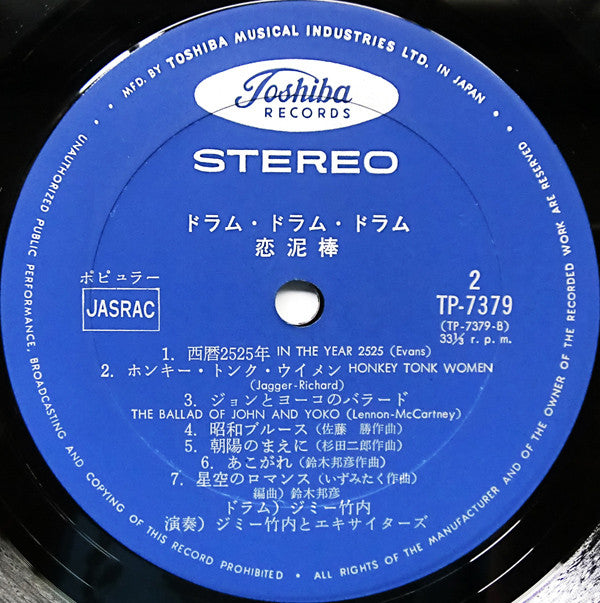 • MFD. BY TOSHIBA MUSICAL INDUSTRIES LTD. IN JAPAN •
Toshiba
RECORDS
STEREO
ドラム・ドラム・ドラム
恋泥棒
ポピュラー
JASRAC
2
TP-7379
(TP-7379-B)
33⅓ r. p. m.
1. 西暦2525年 IN THE YEAR 2525 (Evans)
2. ホンキー・トンク・ウイメン HONKEY TONK WOMEN
(Jagger-Richard)
3. ジョンとヨーコのバラード
THE BALLAD OF JOHN AND YOKO (Lennon-McCartney)
4. 昭和ブルース (佐藤 勝作曲)
5. 朝陽のまえに (杉田二郎作曲)
6. あこがれ (鈴木邦彦作曲)
7. 星空のロマンス (いずみたく作曲)
編曲) 鈴木邦彦
ドラム) ジミー竹内
演奏) ジミー竹内とエキサイターズ
UNAUTHORIZED PUBLIC PERFORMANCE, BROADCASTING AND COPYING OF THIS RECORD PROHIBITED • ALL RIGHTS OF THE MANUFACTURER AND OF THE OWNER OF THE RECORDED WORK ARE RESERVED